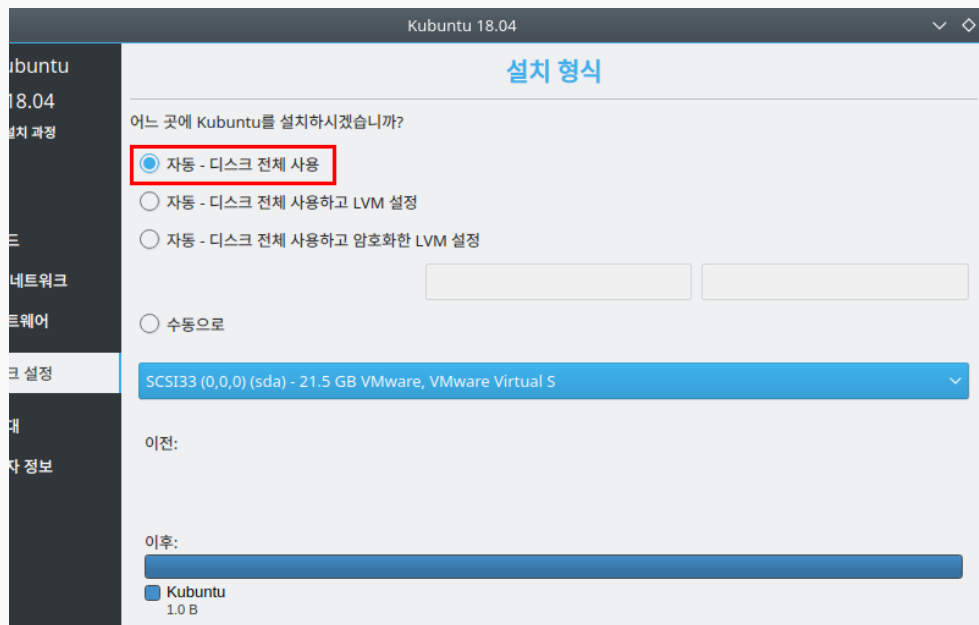 Kubuntu 18.04
ubuntu
18.04
설치 과정
네트워크
트웨어
크 설정
대
자 정보
설치 형식
어느 곳에 Kubuntu를 설치하시겠습니까?
자동 - 디스크 전체 사용
자동 - 디스크 전체 사용하고 LVM 설정
자동 - 디스크 전체 사용하고 암호화한 LVM 설정
수동으로
SCSI33 (0,0,0) (sda) - 21.5 GB VMware, VMware Virtual S
이전:
이후:
Kubuntu
1.0 B